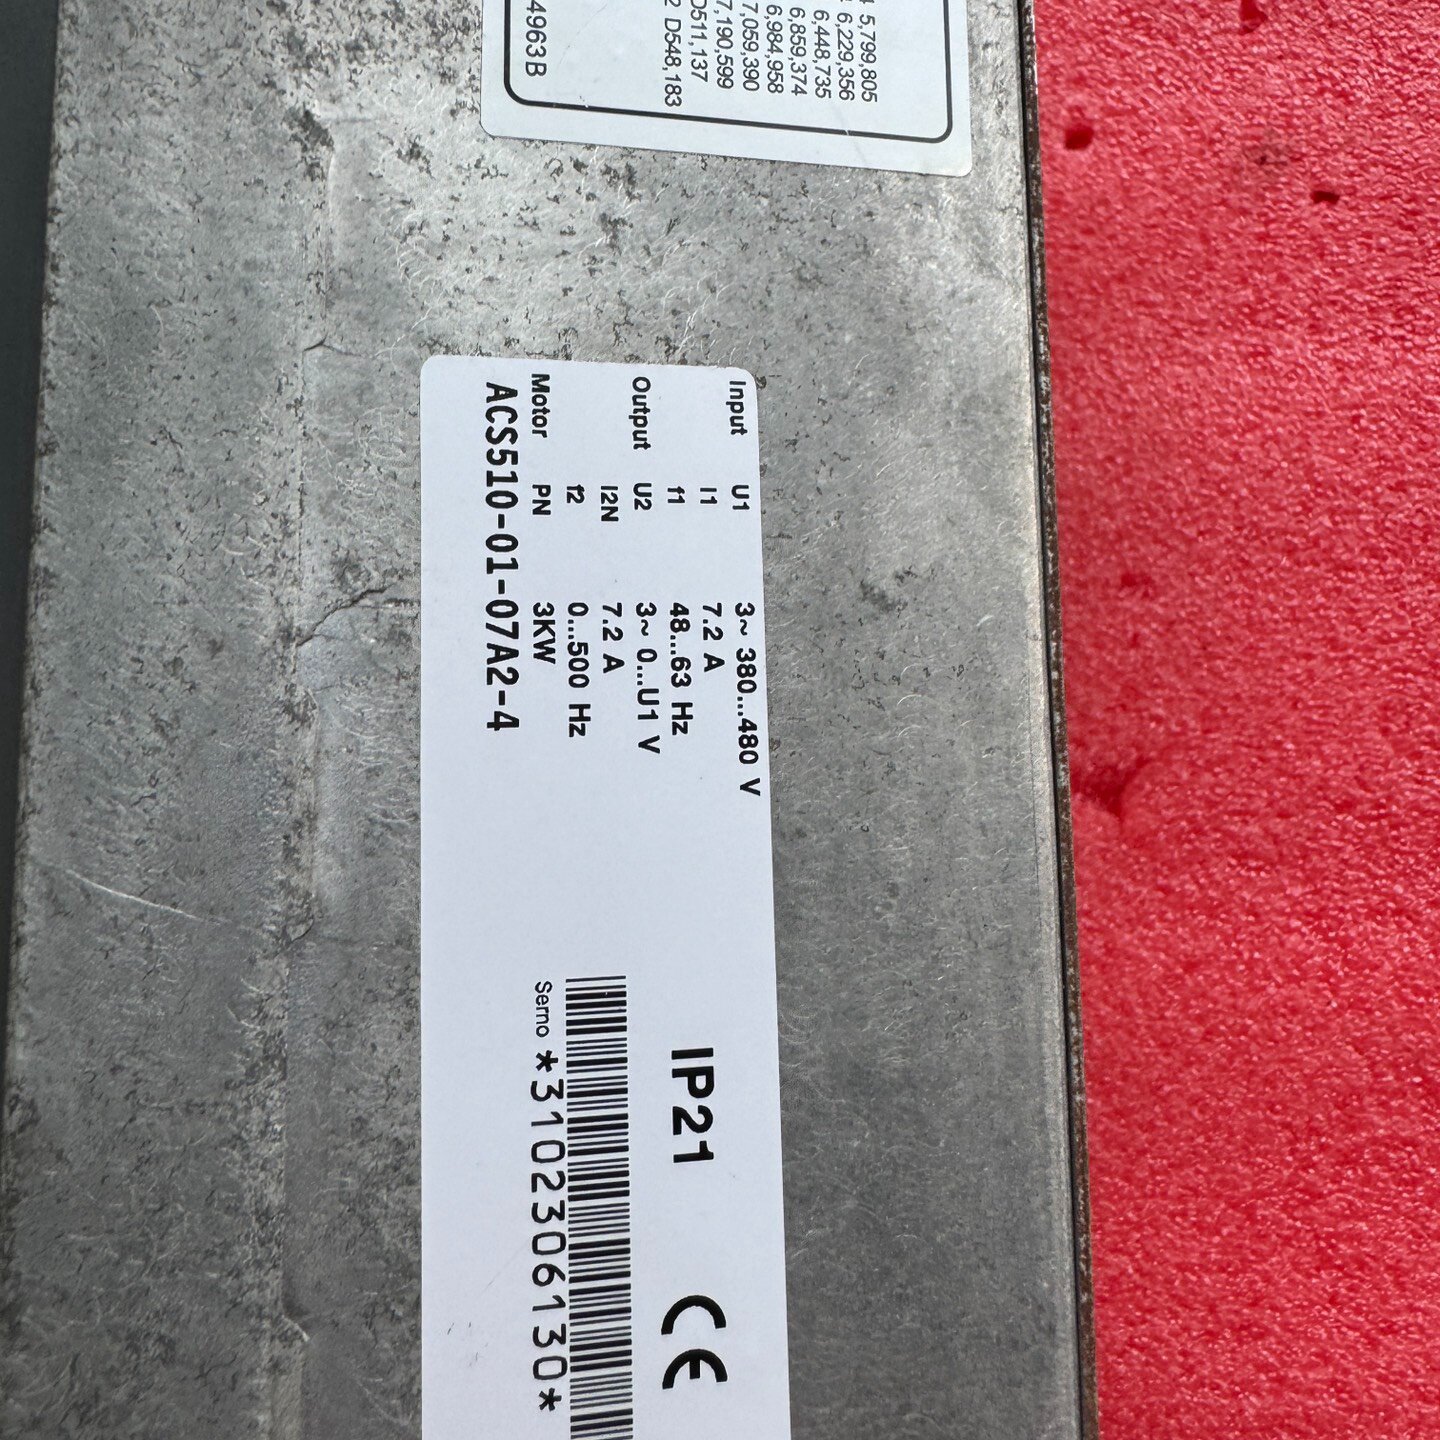 4 5,799,805
6,229,356
6,448,735
6,859,374
6,984,958
7,059,390
7,190,599
D511,137
2 D548,183
4963 B
Input U1 3~ 380...480 V
I1 7.2 A
f1 48...63 Hz
Output U2 3~ 0...U1 V
I2N 7.2 A
f2 0...500 Hz
Motor PN 3KW
ACS510-01-07A2-4
IP21
CE
Serno *3102306130*